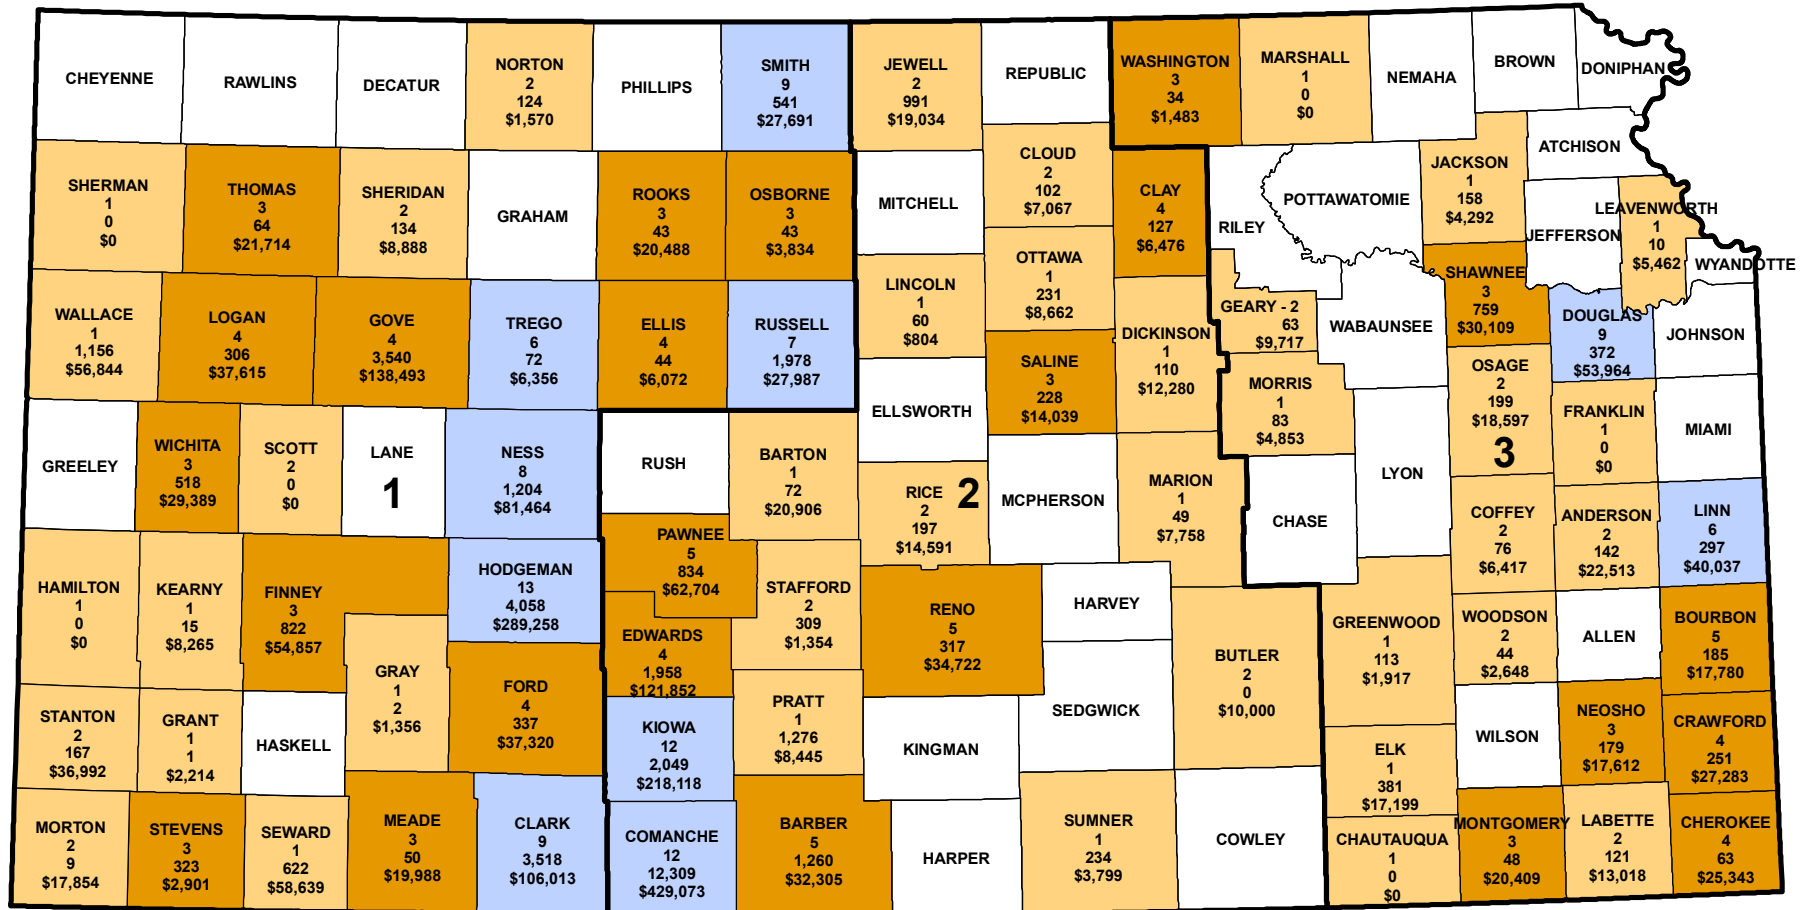 CHEYENNE
RAWLINS
DECATUR
NORTON
2
124
$1,570
PHILLIPS
SMITH
9
541
$27,691
JEWELL
2
991
$19,034
REPUBLIC
WASHINGTON
3
34
$1,483
MARSHALL
1
0
$0
NEMAHA
BROWN
DONIPHAN
SHERMAN
1
0
$0
THOMAS
3
64
$21,714
SHERIDAN
2
134
$8,888
GRAHAM
ROOKS
3
43
$20,488
OSBORNE
3
43
$3,834
MITCHELL
CLOUD
2
102
$7,067
CLAY
4
127
$6,476
RILEY
POTTAWATOMIE
JACKSON
1
158
$4,292
ATCHISON
JEFFERSON
LEAVENWORTH
1
10
$5,462
WYANDOTTE
WALLACE
1
1,156
$56,844
LOGAN
4
306
$37,615
GOVE
4
3,540
$138,493
TREGO
6
72
$6,356
ELLIS
4
44
$6,072
RUSSELL
7
1,978
$27,987
LINCOLN
1
60
$804
OTTAWA
1
231
$8,662
SALINE
3
228
$14,039
DICKINSON
1
110
$12,280
GEARY - 2
63
$9,717
WABAUNSEE
SHAWNEE
3
759
$30,109
DOUGLAS
9
372
$53,964
JOHNSON
GREELEY
WICHITA
3
518
$29,389
SCOTT
2
0
$0
LANE
1
NESS
8
1,204
$81,464
RUSH
BARTON
1
72
$20,906
ELLSWORTH
RICE
2
197
$14,591
2
MCPHERSON
MARION
1
49
$7,758
MORRIS
1
83
$4,853
CHASE
LYON
OSAGE
2
199
$18,597
3
FRANKLIN
1
0
$0
MIAMI
HAMILTON
1
0
$0
KEARNY
1
15
$8,265
FINNEY
3
822
$54,857
HODGEMAN
13
4,058
$289,258
PAWNEE
5
834
$62,704
STAFFORD
2
309
$1,354
RENO
5
317
$34,722
HARVEY
BUTLER
2
0
$10,000
GREENWOOD
1
113
$1,917
COFFEY
2
76
$6,417
ANDERSON
2
142
$22,513
LINN
6
297
$40,037
GRAY
1
2
$1,356
FORD
4
337
$37,320
EDWARDS
4
1,958
$121,852
PRATT
1
1,276
$8,445
SEDGWICK
WOODSON
2
44
$2,648
ALLEN
BOURBON
5
185
$17,780
STANTON
2
167
$36,992
GRANT
1
1
$2,214
HASKELL
KIOWA
12
2,049
$218,118
KINGMAN
ELK
1
381
$17,199
WILSON
NEOSHO
3
179
$17,612
CRAWFORD
4
251
$27,283
MORTON
2
9
$17,854
STEVENS
3
323
$2,901
SEWARD
1
622
$58,639
MEADE
3
50
$19,988
CLARK
9
3,518
$106,013
COMANCHE
12
12,309
$429,073
BARBER
5
1,260
$32,305
HARPER
SUMNER
1
234
$3,799
COWLEY
CHAUTAUQUA
1
0
$0
MONTGOMERY
3
48
$20,409
LABETTE
2
121
$13,018
CHEROKEE
4
63
$25,343